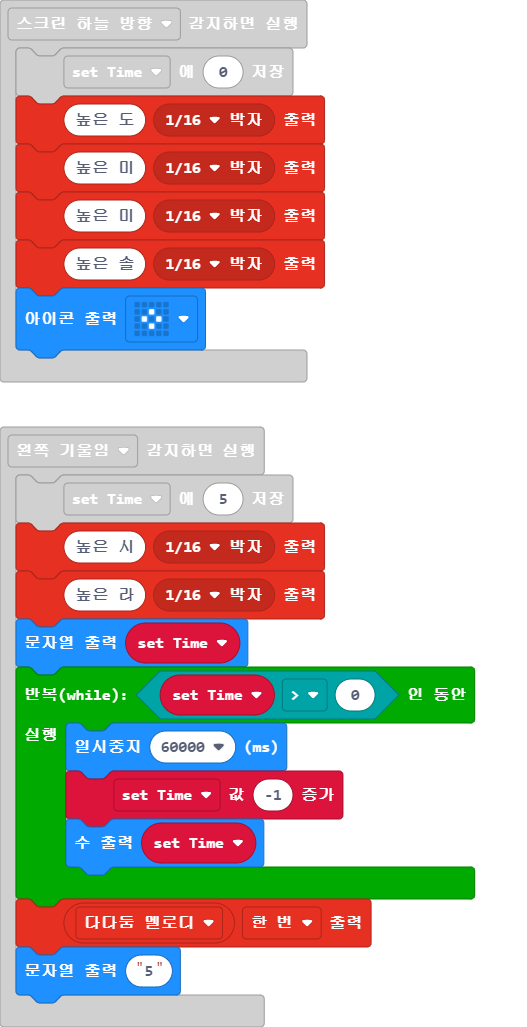 스크린 하늘 방향 감지하면 실행
set Time 에 0 저장
높은 도 1/16 박자 출력
높은 미 1/16 박자 출력
높은 미 1/16 박자 출력
높은 솔 1/16 박자 출력
아이콘 출력
왼쪽 기울임 감지하면 실행
set Time 에 5 저장
높은 시 1/16 박자 출력
높은 라 1/16 박자 출력
문자열 출력 set Time
반복(while): set Time > 0 인 동안
실행
일시중지 60000 (ms)
set Time 값 -1 증가
수 출력 set Time
다다둠 멜로디 한 번 출력
문자열 출력 "5"